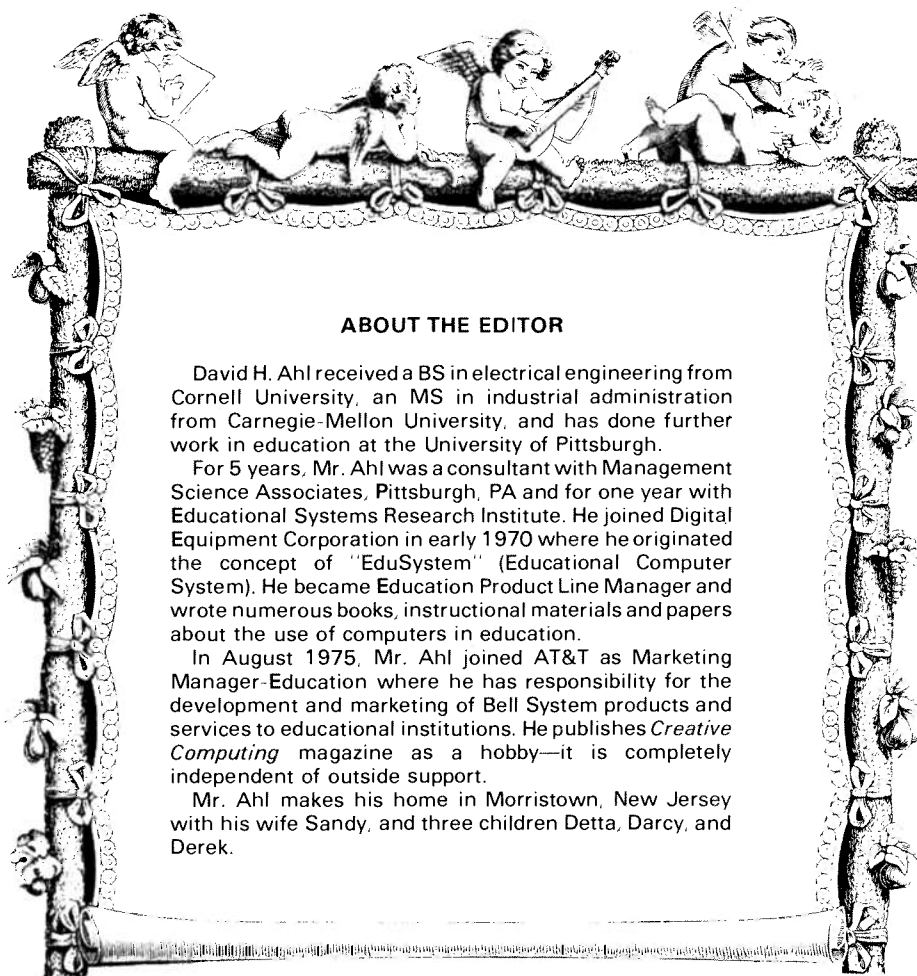 ABOUT THE EDITOR
David H. Ahl received a BS in electrical engineering from
Cornell University, an MS in industrial administration
from Carnegie-Mellon University, and has done further
work in education at the University of Pittsburgh.
For 5 years, Mr. Ahl was a consultant with Management
Science Associates, Pittsburgh, PA and for one year with
Educational Systems Research Institute. He joined Digital
Equipment Corporation in early 1970 where he originated
the concept of "EduSystem" (Educational Computer
System). He became Education Product Line Manager and
wrote numerous books, instructional materials and papers
about the use of computers in education.
In August 1975, Mr. Ahl joined AT&T as Marketing
Manager-Education where he has responsibility for the
development and marketing of Bell System products and
services to educational institutions. He publishes Creative
Computing magazine as a hobby—it is completely
independent of outside support.
Mr. Ahl makes his home in Morristown, New Jersey
with his wife Sandy, and three children Detta, Darcy, and
Derek.